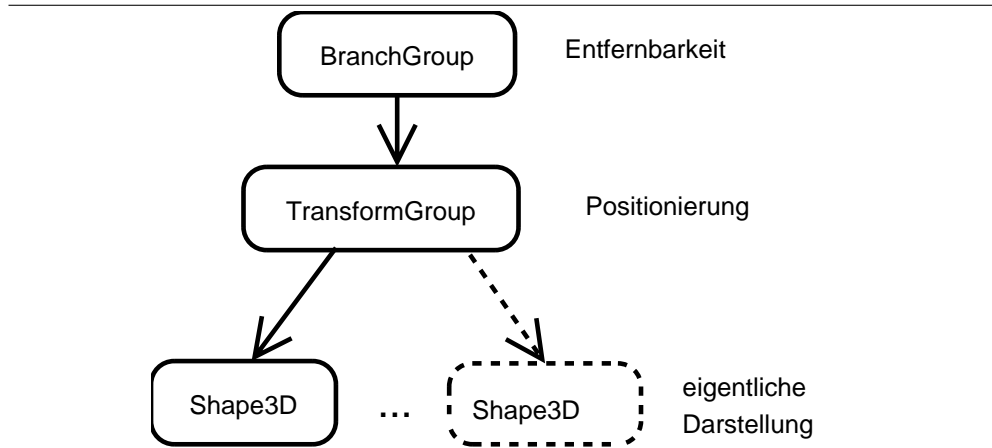 BranchGroup Entfernbarkeit
TransformGroup Positionierung
Shape3D ... Shape3D eigentliche
Darstellung